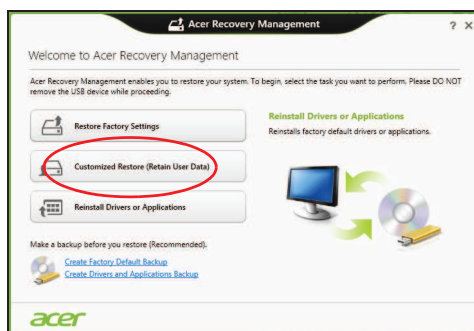 Acer Recovery Management
? X
Welcome to Acer Recovery Management
Acer Recovery Management enables you to restore your system. To begin, select the task you want to perform. Please DO NOT
remove the USB device while proceeding.
Restore Factory Settings
Customized Restore (Retain User Data)
Reinstall Drivers or Applications
Reinstall Drivers or Applications
Reinstalls factory default drivers or applications.
Make a backup before you restore (Recommended).
Create Factory Default Backup
Create Drivers and Applications Backup
acer